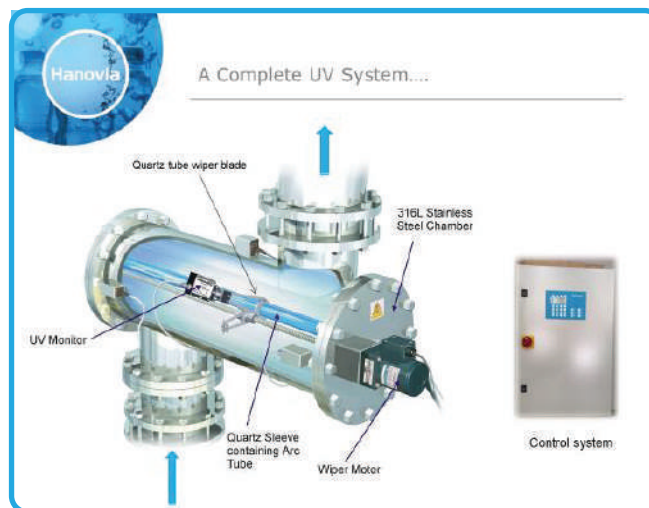 Hanovia
A Complete UV System....
Quartz tube wiper blade
316L Stainless
Steel Chamber
UV Monitor
Quartz Sleeve
containing Arc
Tube
Wiper Motor
Control system